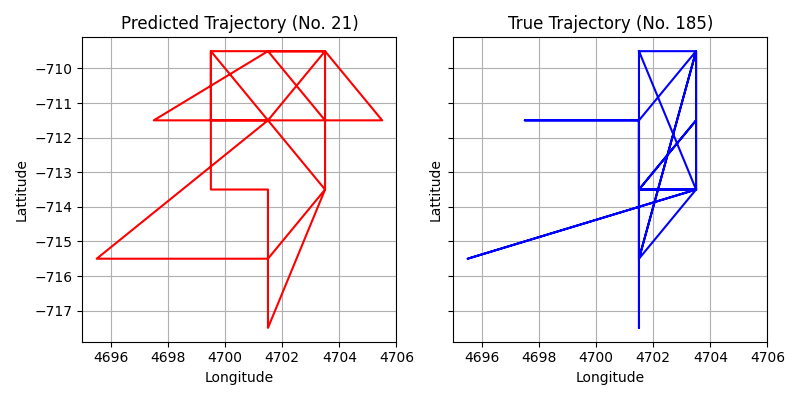 Predicted Trajectory (No. 21)
True Trajectory (No. 185)
Lattitude
−710
−711
−712
−713
−714
−715
−716
−717
4696 4698 4700 4702 4704 4706
Longitude
Lattitude
4696 4698 4700 4702 4704 4706
Longitude